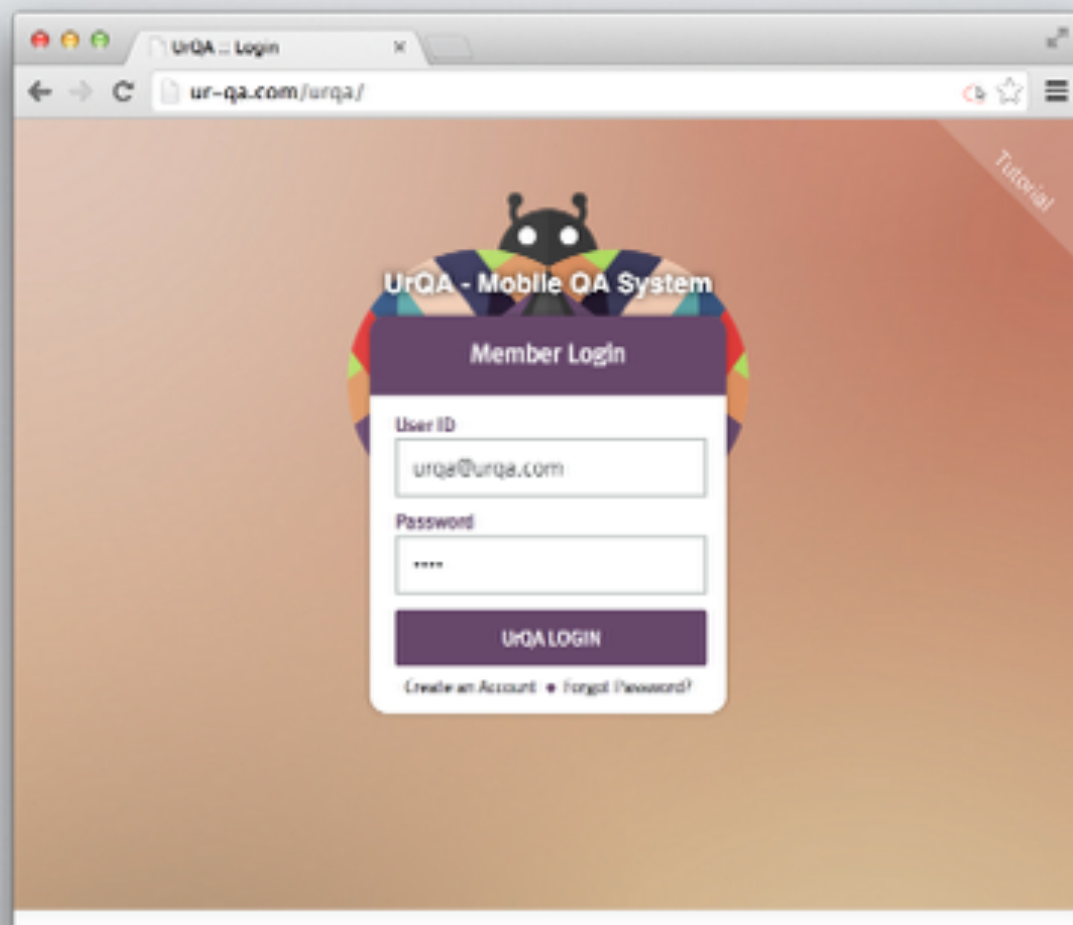 UrQA :: Login
ur-qa.com/urqa/
Tutorial
UrQA - Mobile QA System
Member Login
User ID
urqa@urqa.com
Password
••••
UrQA LOGIN
Create an Account • Forgot Password?